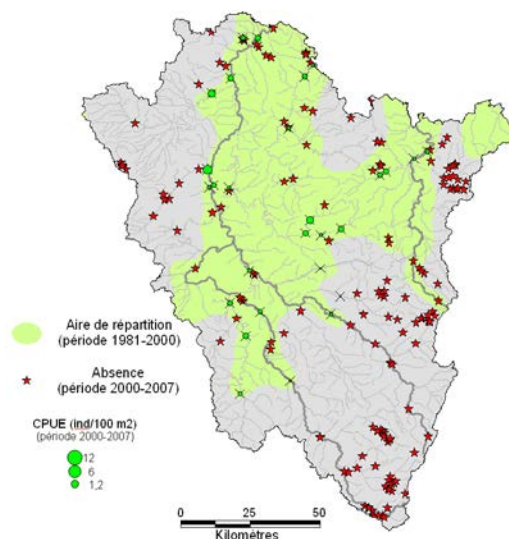 Aire de répartition
(période 1981-2000)
Absence
(période 2000-2007)
CPUE (ind/100 m2)
(période 2000-2007)
12
6
1,2
0 25 50
Kilomètres